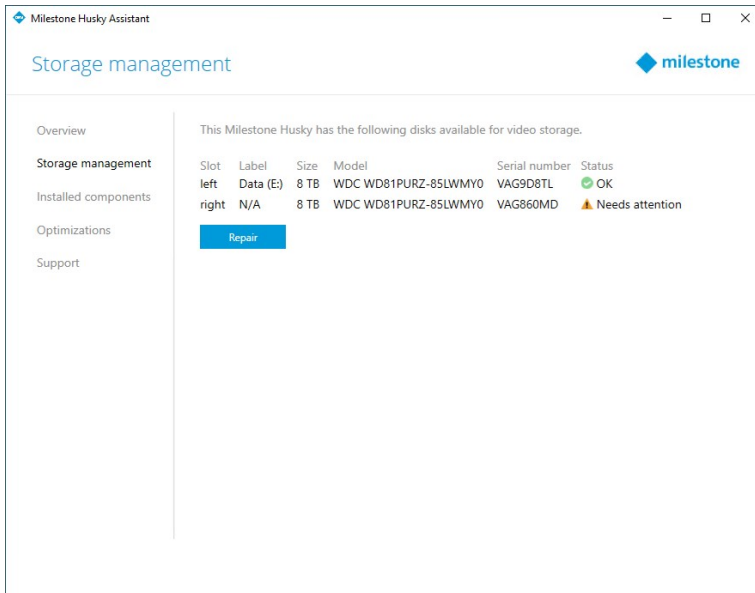 Milestone Husky Assistant
Storage management
milestone
Overview
Storage management
Installed components
Optimizations
Support
This Milestone Husky has the following disks available for video storage.
Slot Label Size Model Serial number Status
left Data (E:) 8 TB WDC WD81PURZ-85LWMY0 VAG9D8TL OK
right N/A 8 TB WDC WD81PURZ-85LWMY0 VAG860MD Needs attention
Repair